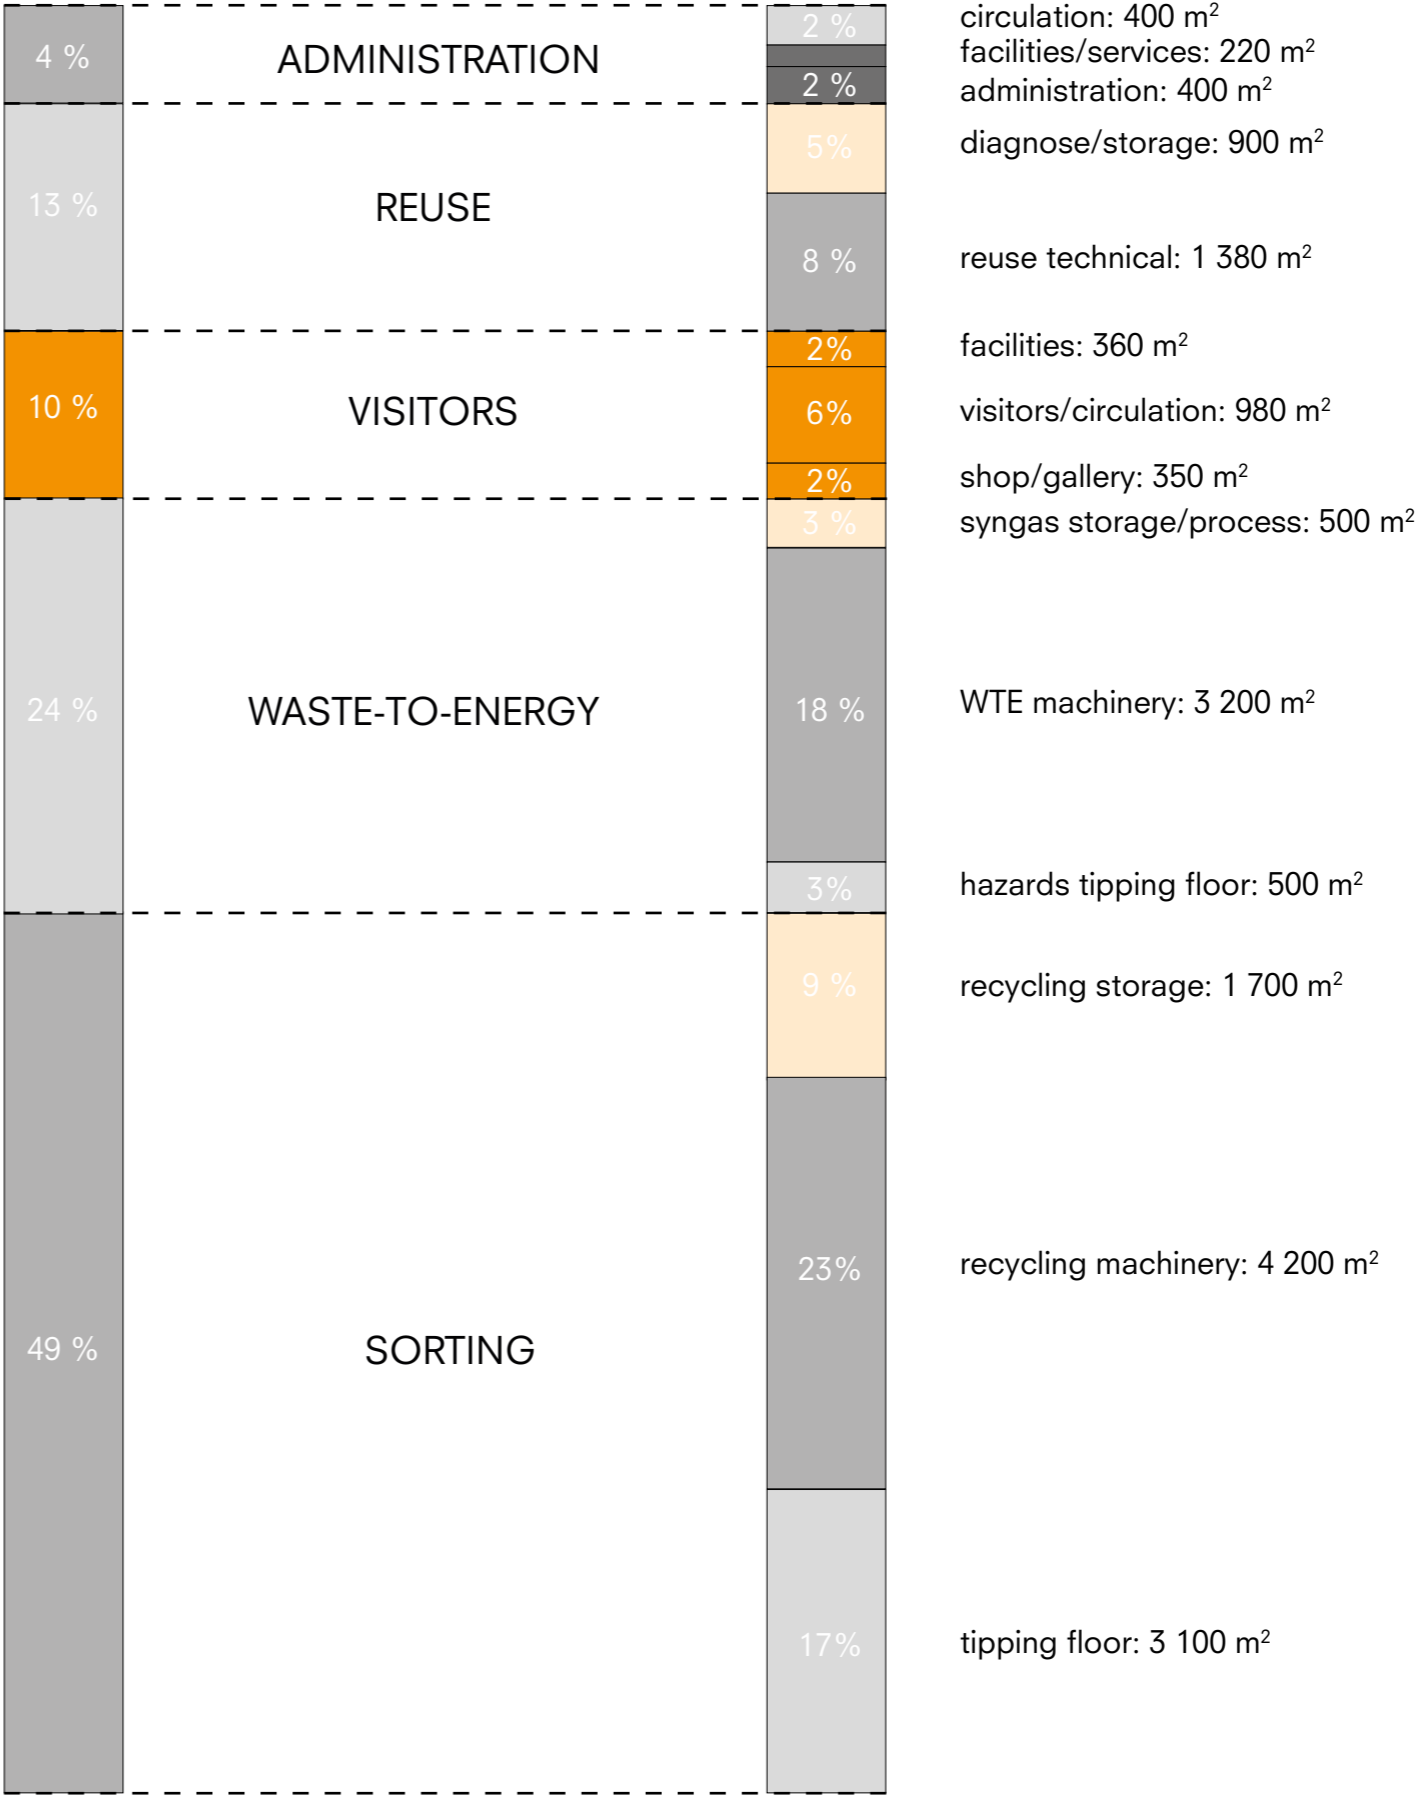 4 %
ADMINISTRATION
2 %
circulation: 400 m²
facilities/services: 220 m²
2 %
administration: 400 m²
13 %
REUSE
5%
diagnose/storage: 900 m²
8 %
reuse technical: 1 380 m²
10 %
VISITORS
2%
facilities: 360 m²
6%
visitors/circulation: 980 m²
2%
shop/gallery: 350 m²
24 %
WASTE-TO-ENERGY
3 %
syngas storage/process: 500 m²
18 %
WTE machinery: 3 200 m²
3%
hazards tipping floor: 500 m²
49 %
SORTING
9 %
recycling storage: 1 700 m²
23%
recycling machinery: 4 200 m²
17%
tipping floor: 3 100 m²